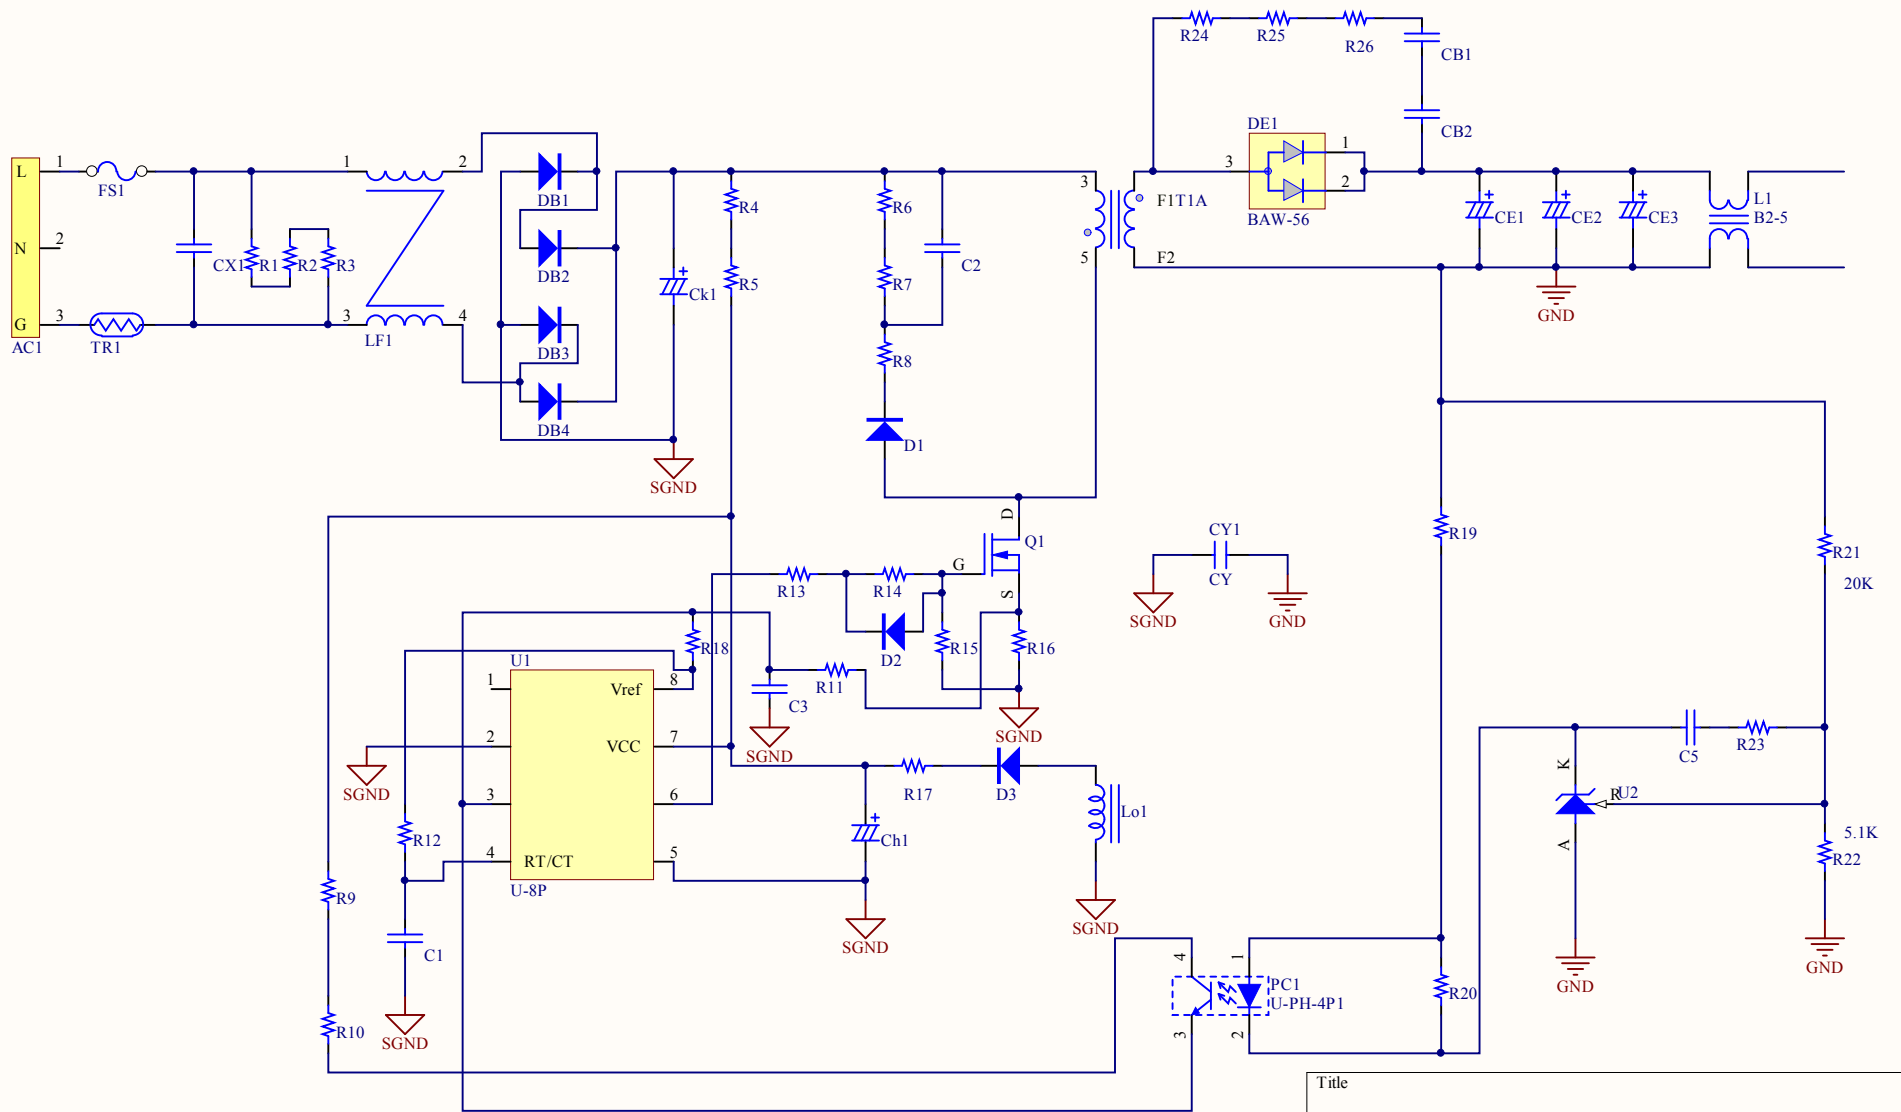 R24
R25
R26
CB1
CB2
DE1
1
2
3
BAW-56
L
1
FS1
N
2
G
3
AC1
TR1
CX1
R1
R2
R3
1
2
3
4
LF1
DB1
DB2
DB3
DB4
Ck1
SGND
R4
R5
R6
R7
C2
R8
D1
3
5
F1T1A
F2
CE1
CE2
CE3
L1
B2-5
GND
D
Q1
G
S
R13
R14
D2
R15
R16
SGND
CY1
CY
SGND
GND
R19
R21
20K
R18
R11
C3
SGND
U1
1
Vref
8
2
VCC
7
3
6
4
RT/CT
5
U-8P
SGND
R12
C1
SGND
R9
R10
R17
D3
Ch1
SGND
Lo1
SGND
C5
R23
K
R
U2
A
GND
5.1K
R22
GND
4
1
PC1
U-PH-4P1
3
2
R20
Title